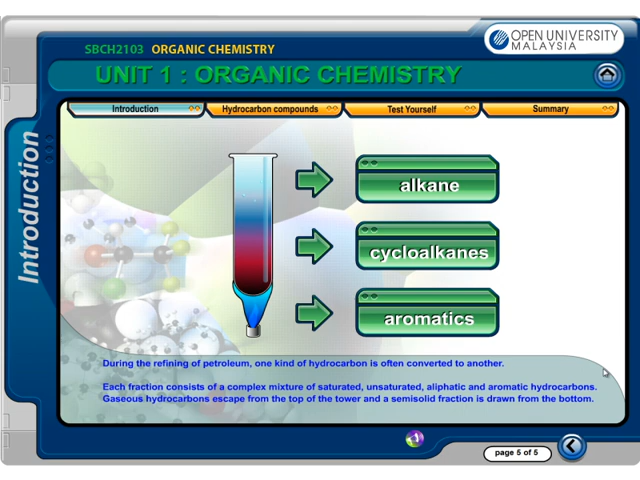 SBCH2103 ORGANIC CHEMISTRY
OPEN UNIVERSITY
MALAYSIA
UNIT 1 : ORGANIC CHEMISTRY
Introduction
Hydrocarbon compounds
Test Yourself
Summary
Introduction
alkane
cycloalkanes
aromatics
During the refining of petroleum, one kind of hydrocarbon is often converted to another.
Each fraction consists of a complex mixture of saturated, unsaturated, aliphatic and aromatic hydrocarbons.
Gaseous hydrocarbons escape from the top of the tower and a semisolid fraction is drawn from the bottom.
page 5 of 5